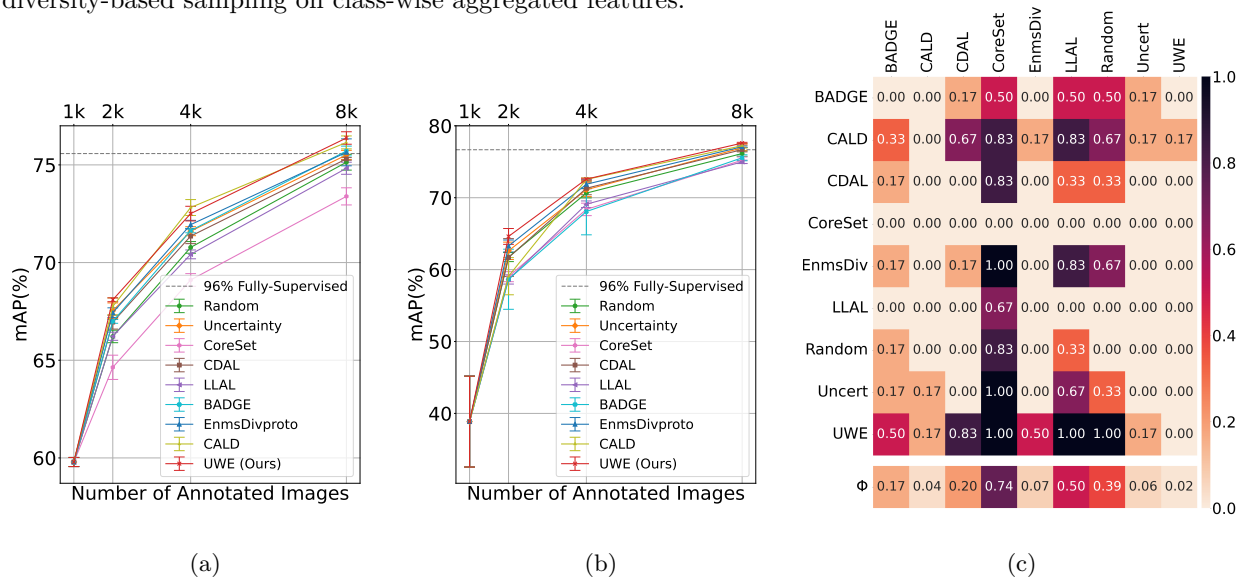 diversity-based sampling on class-wise aggregated features.
1k 2k 4k 8k
75
70
65
60
mAP(%)
96% Fully-Supervised
Random
Uncertainty
CoreSet
CDAL
LLAL
BADGE
EnmsDivproto
CALD
UWE (Ours)
Number of Annotated Images
(a)
1k 2k 4k 8k
80
70
60
50
40
mAP(%)
96% Fully-Supervised
Random
Uncertainty
CoreSet
CDAL
LLAL
BADGE
EnmsDivproto
CALD
UWE (Ours)
Number of Annotated Images
(b)
BADGE CALD CDAL CoreSet EnmsDiv LLAL Random Uncert UWE
BADGE 0.00 0.00 0.17 0.50 0.00 0.50 0.50 0.17 0.00
CALD 0.33 0.00 0.67 0.83 0.17 0.83 0.67 0.17 0.17
CDAL 0.17 0.00 0.00 0.83 0.00 0.33 0.33 0.00 0.00
CoreSet 0.00 0.00 0.00 0.00 0.00 0.00 0.00 0.00 0.00
EnmsDiv 0.17 0.00 0.17 1.00 0.00 0.83 0.67 0.00 0.00
LLAL 0.00 0.00 0.00 0.67 0.00 0.00 0.00 0.00 0.00
Random 0.17 0.00 0.00 0.83 0.00 0.33 0.00 0.00 0.00
Uncert 0.17 0.17 0.00 1.00 0.00 0.67 0.33 0.00 0.00
UWE 0.50 0.17 0.83 1.00 0.50 1.00 1.00 0.17 0.00
Φ 0.17 0.04 0.20 0.74 0.07 0.50 0.39 0.06 0.02
1.0
0.8
0.6
0.4
0.2
0.0
(c)